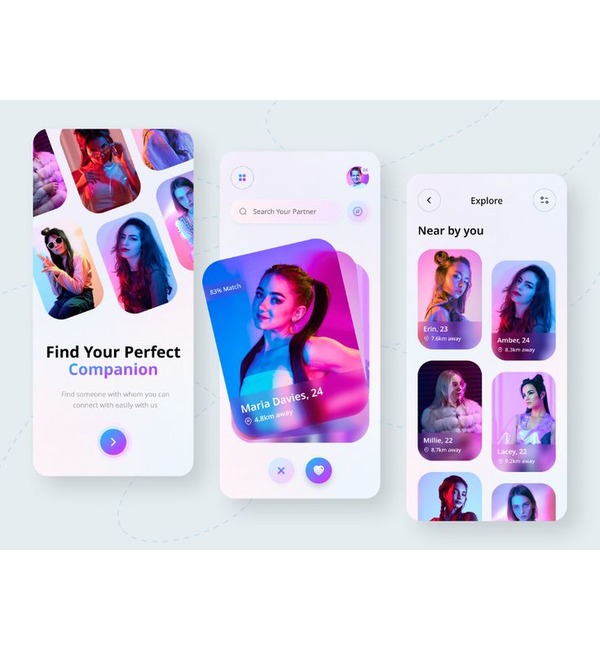 Find Your Perfect
Companion
Find someone with whom you can
connect with easily with us
Search Your Partner
83% Match
Maria Davies, 24
4.8km away
Explore
Near by you
Erin, 23
7.6km away
Amber, 24
8.3km away
Millie, 22
8.7km away
Lacey, 22
9.2km away